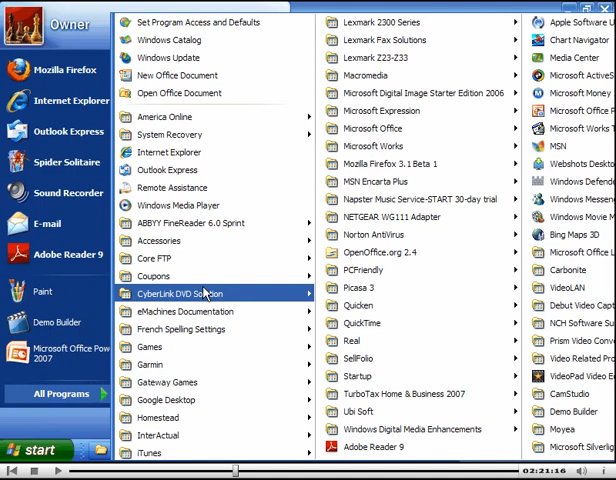 Owner
Mozilla Firefox
Internet Explorer
Outlook Express
Spider Solitaire
Sound Recorder
E-mail
Adobe Reader 9
Paint
Demo Builder
Microsoft Office Pow
2007
All Programs
start
Set Program Access and Defaults
Windows Catalog
Windows Update
New Office Document
Open Office Document
America Online
System Recovery
Internet Explorer
Outlook Express
Remote Assistance
Windows Media Player
ABBYY FineReader 6.0 Sprint
Accessories
Core FTP
Coupons
CyberLink DVD Solution
eMachines Documentation
French Spelling Settings
Games
Garmin
Gateway Games
Google Desktop
Homestead
InterActual
iTunes
Lexmark 2300 Series
Lexmark Fax Solutions
Lexmark Z23-Z33
Macromedia
Microsoft Digital Image Starter Edition 2006
Microsoft Expression
Microsoft Office
Microsoft Works
Mozilla Firefox 3.1 Beta 1
MSN Encarta Plus
Napster Music Service-START 30-day trial
NETGEAR WG111 Adapter
Norton AntiVirus
OpenOffice.org 2.4
PCFriendly
Picasa 3
Quicken
QuickTime
Real
SellFolio
Startup
TurboTax Home & Business 2007
Ubi Soft
Windows Digital Media Enhancements
Adobe Reader 9
Apple Software U
Chart Navigator
Media Center
Microsoft ActiveS
Microsoft Money
Microsoft Office P
Microsoft Works T
MSN
Webshots Deskto
Windows Defende
Windows Messen
Windows Movie M
Bing Maps 3D
Microsoft Office L
Carbonite
VideoLAN
Debut Video Capt
NCH Software Su
Prism Video Conve
Video Related Pro
VideoPad Video E
CamStudio
Demo Builder
Moyea
Microsoft Silverlig
02:21:16